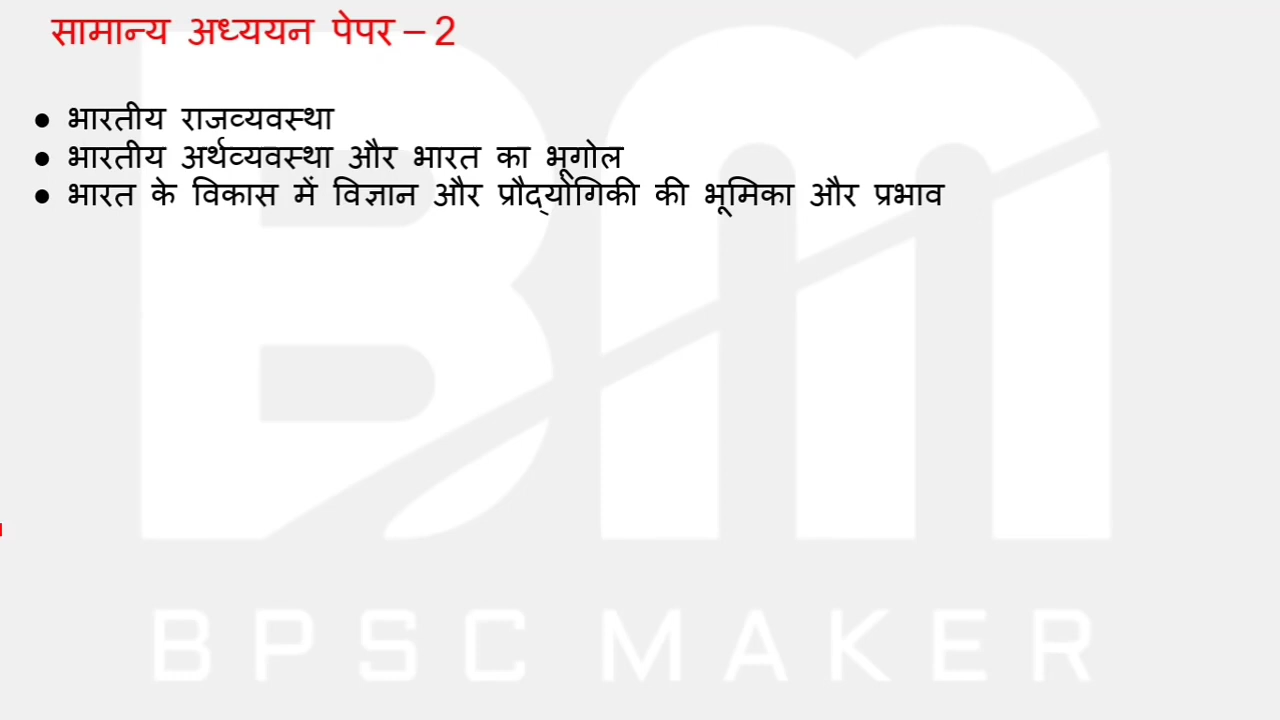 सामान्य अध्ययन पेपर – 2
● भारतीय राजव्यवस्था
● भारतीय अर्थव्यवस्था और भारत का भूगोल
● भारत के विकास में विज्ञान और प्रौद्योगिकी की भूमिका और प्रभाव
BM
BPSC MAKER